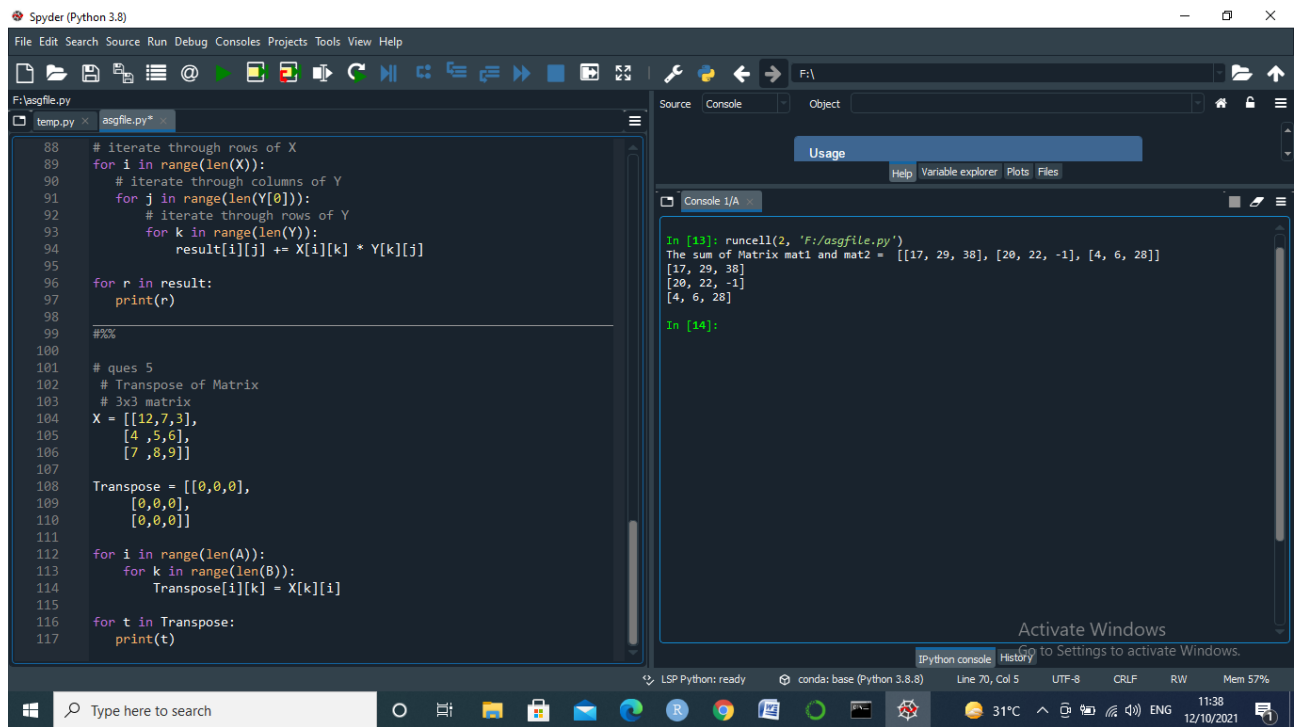 Spyder (Python 3.8)
File Edit Search Source Run Debug Consoles Projects Tools View Help
F:\
F:\asgfile.py
temp.py
asgfile.py*
88 # iterate through rows of X
89 for i in range(len(X)):
90 # iterate through columns of Y
91 for j in range(len(Y[0])):
92 # iterate through rows of Y
93 for k in range(len(Y)):
94 result[i][j] += X[i][k] * Y[k][j]
95
96 for r in result:
97 print(r)
98
99 #%%
100
101 # ques 5
102 # Transpose of Matrix
103 # 3x3 matrix
104 X = [[12,7,3],
105 [4 ,5,6],
106 [7 ,8,9]]
107
108 Transpose = [[0,0,0],
109 [0,0,0],
110 [0,0,0]]
111
112 for i in range(len(A)):
113 for k in range(len(B)):
114 Transpose[i][k] = X[k][i]
115
116 for t in Transpose:
117 print(t)
Source Console Object
Usage
Help Variable explorer Plots Files
Console 1/A
In [13]: runcell(2, 'F:/asgfile.py')
The sum of Matrix mat1 and mat2 = [[17, 29, 38], [20, 22, -1], [4, 6, 28]]
[17, 29, 38]
[20, 22, -1]
[4, 6, 28]
In [14]:
Activate Windows
Go to Settings to activate Windows.
IPython console History
LSP Python: ready conda: base (Python 3.8.8) Line 70, Col 5 UTF-8 CRLF RW Mem 57%
Type here to search
R
31°C ENG
11:38
12/10/2021
1